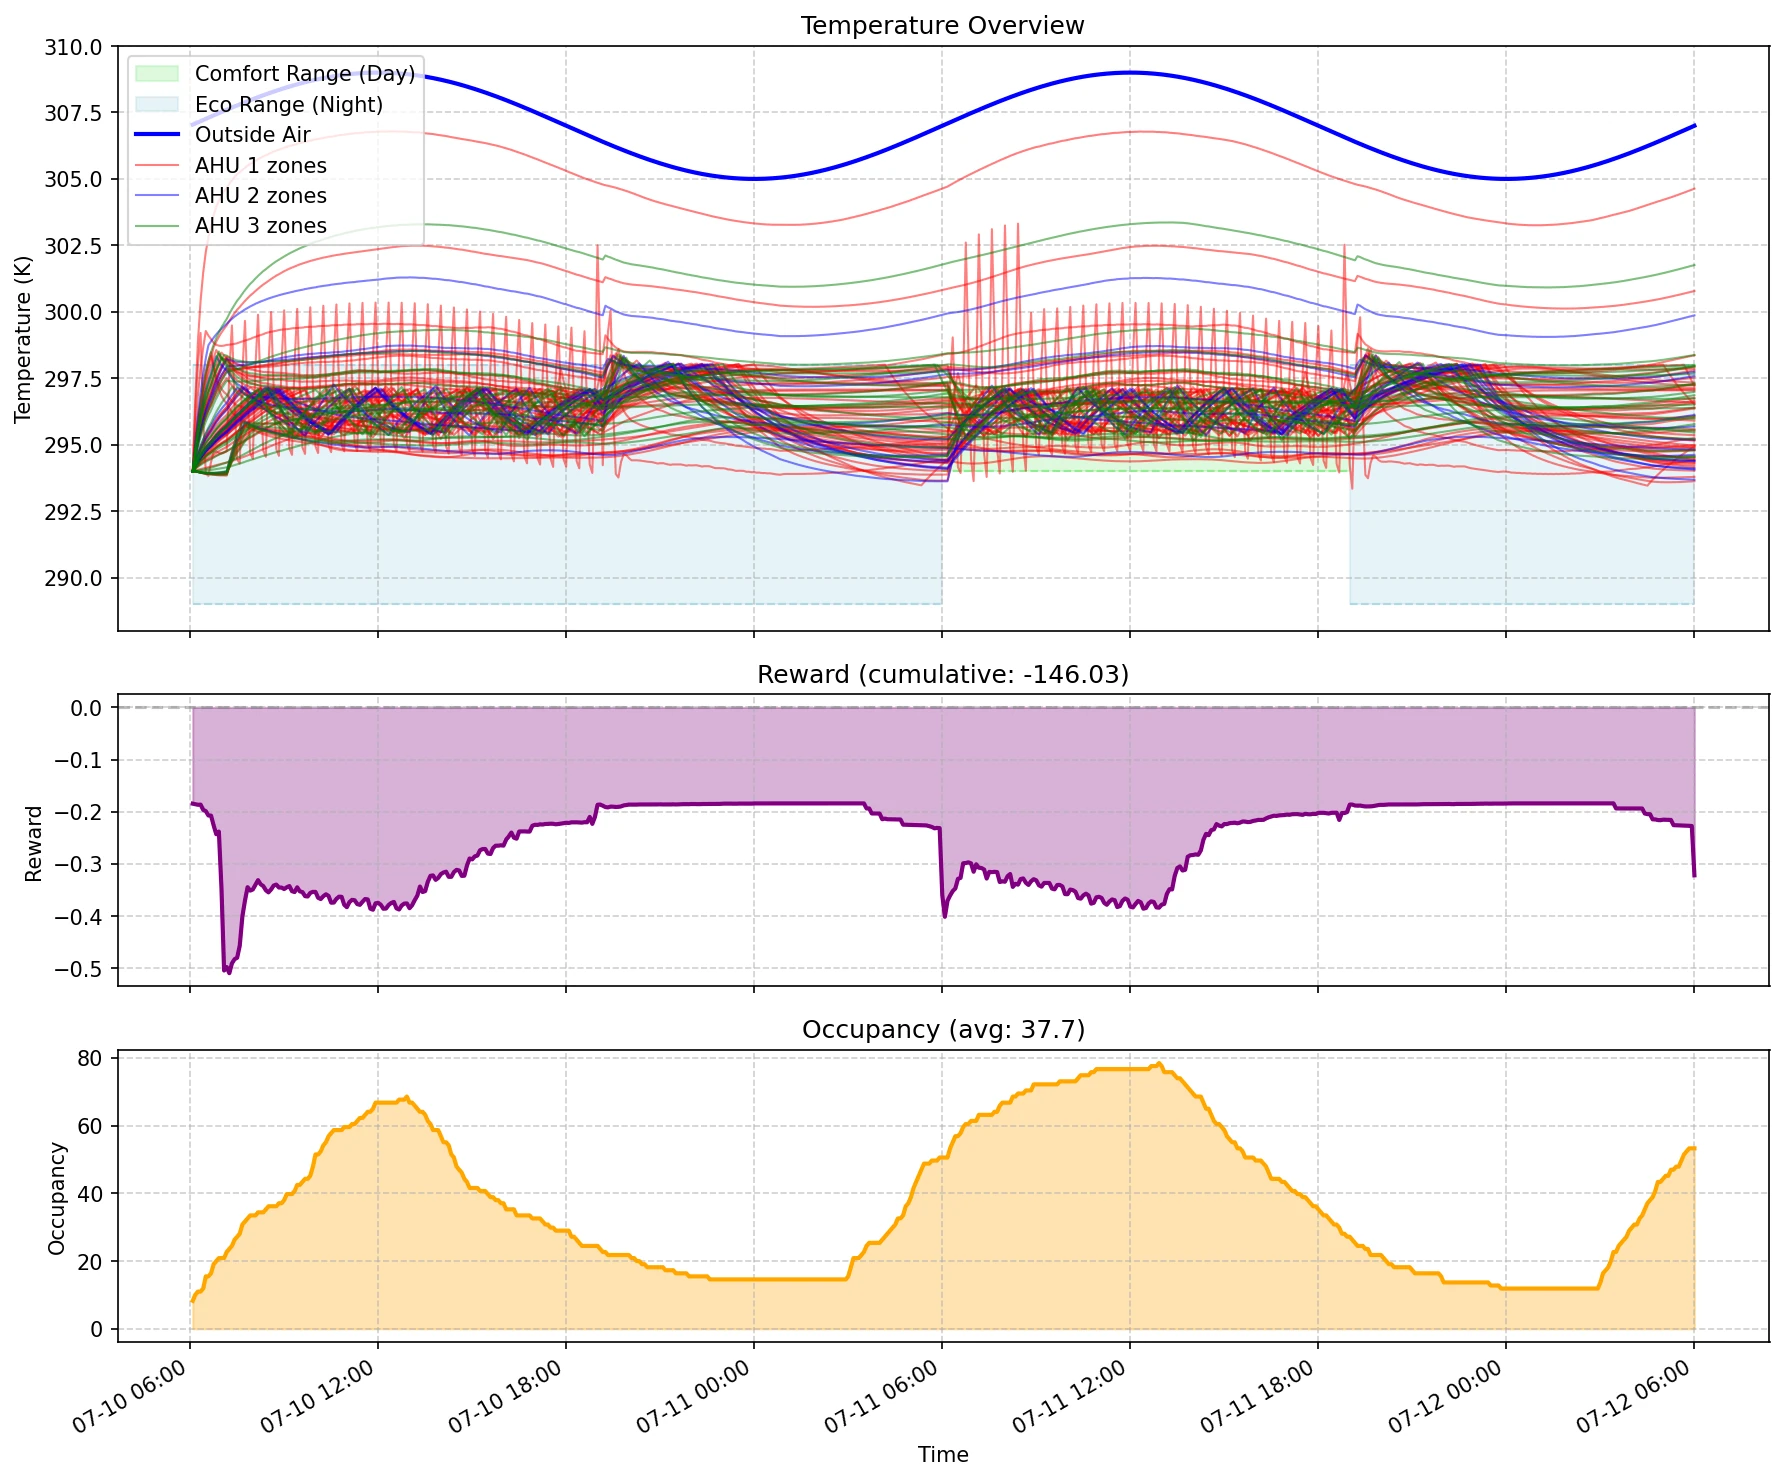 Temperature Overview
310.0
307.5
305.0
302.5
300.0
297.5
295.0
292.5
290.0
Temperature (K)
Comfort Range (Day)
Eco Range (Night)
Outside Air
AHU 1 zones
AHU 2 zones
AHU 3 zones
Reward (cumulative: -146.03)
0.0
−0.1
−0.2
−0.3
−0.4
−0.5
Reward
Occupancy (avg: 37.7)
80
60
40
20
0
Occupancy
07-10 06:00
07-10 12:00
07-10 18:00
07-11 00:00
07-11 06:00
07-11 12:00
07-11 18:00
07-12 00:00
07-12 06:00
Time